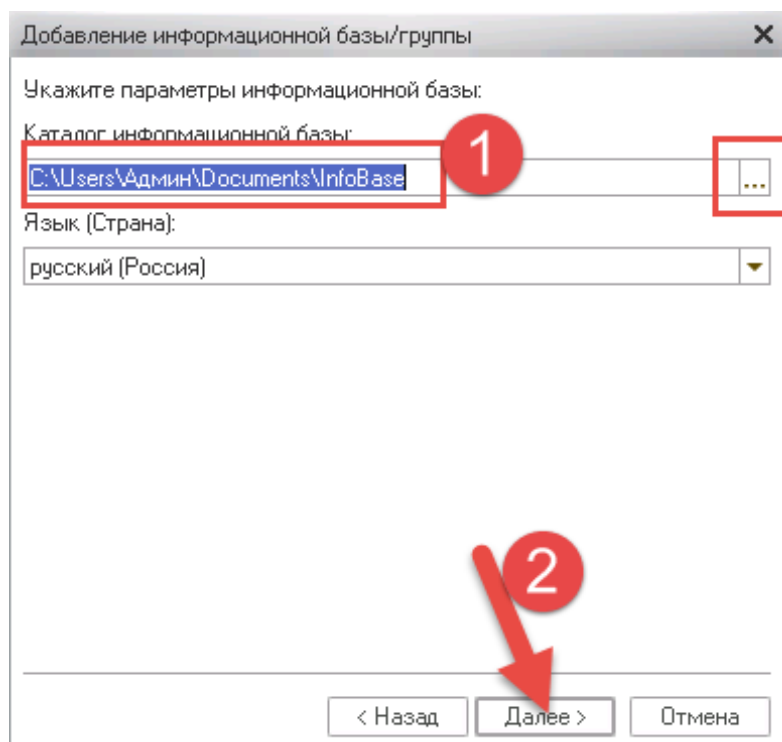 Добавление информационной базы/группы
Укажите параметры информационной базы:
Каталог информационной базы:
1
C:\Users\Админ\Documents\InfoBase
...
Язык (Страна):
русский (Россия)
2
< Назад
Далее >
Отмена